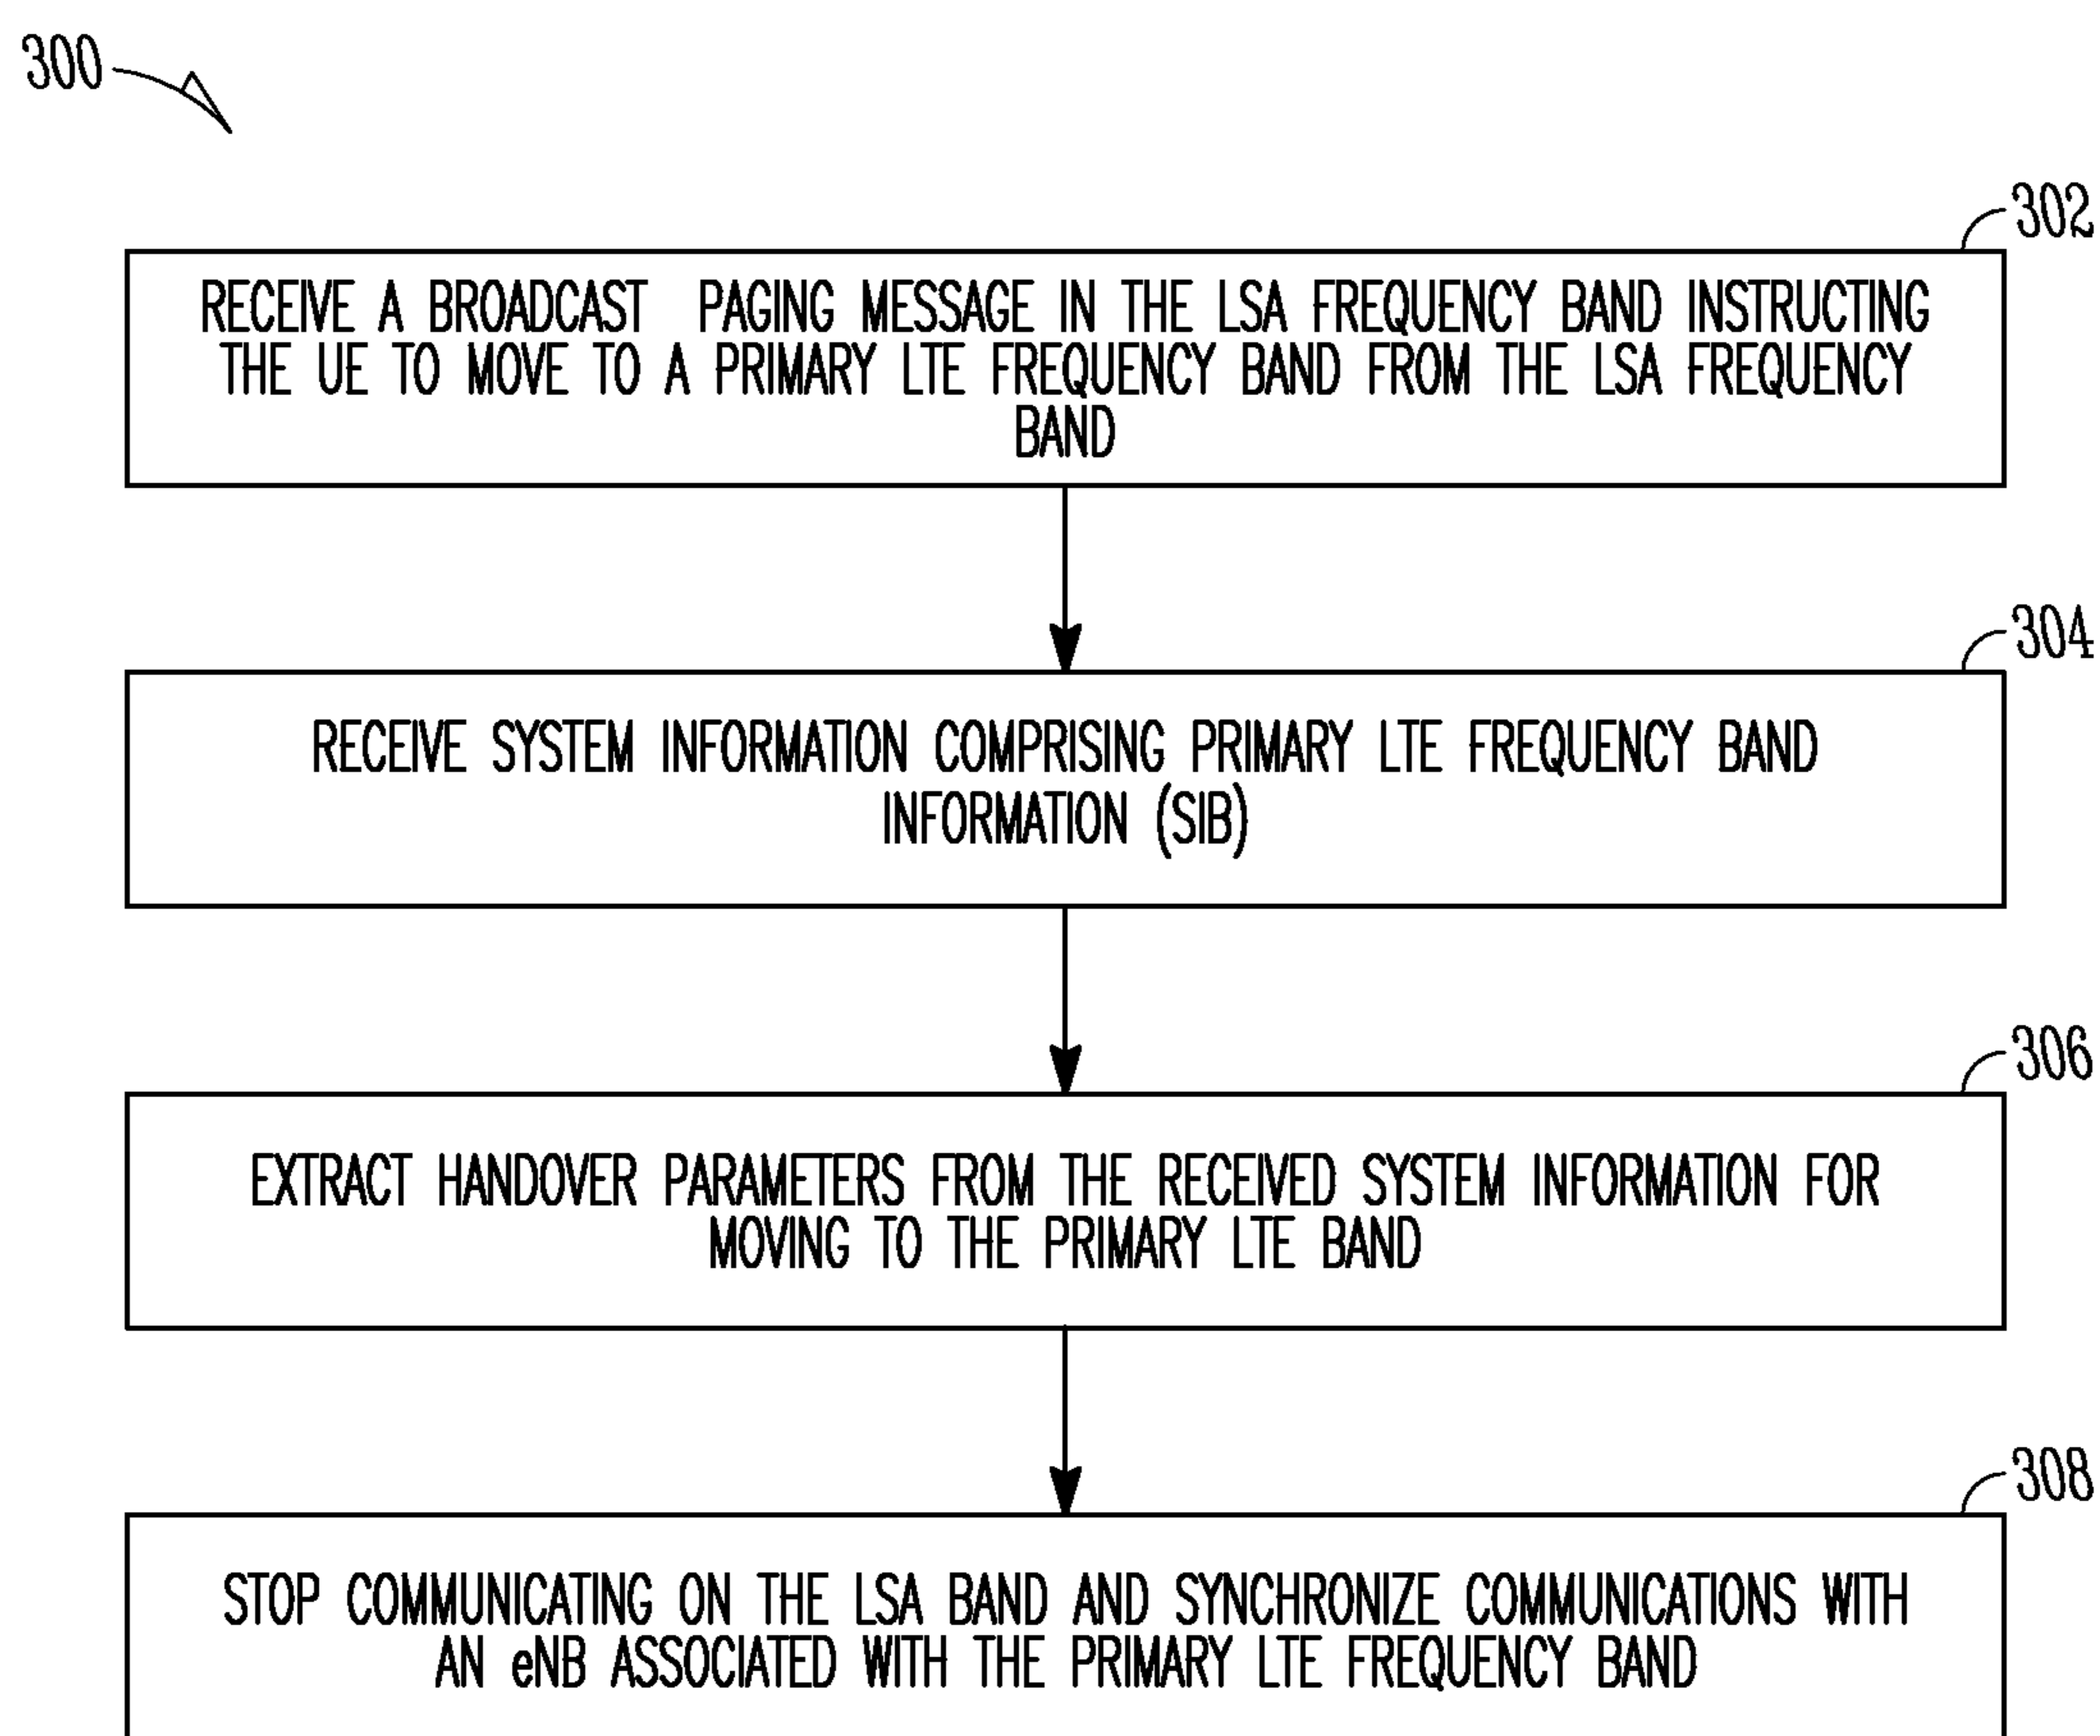 300
302
RECEIVE A BROADCAST PAGING MESSAGE IN THE LSA FREQUENCY BAND INSTRUCTING
THE UE TO MOVE TO A PRIMARY LTE FREQUENCY BAND FROM THE LSA FREQUENCY
BAND
304
RECEIVE SYSTEM INFORMATION COMPRISING PRIMARY LTE FREQUENCY BAND
INFORMATION (SIB)
306
EXTRACT HANDOVER PARAMETERS FROM THE RECEIVED SYSTEM INFORMATION FOR
MOVING TO THE PRIMARY LTE BAND
308
STOP COMMUNICATING ON THE LSA BAND AND SYNCHRONIZE COMMUNICATIONS WITH
AN eNB ASSOCIATED WITH THE PRIMARY LTE FREQUENCY BAND